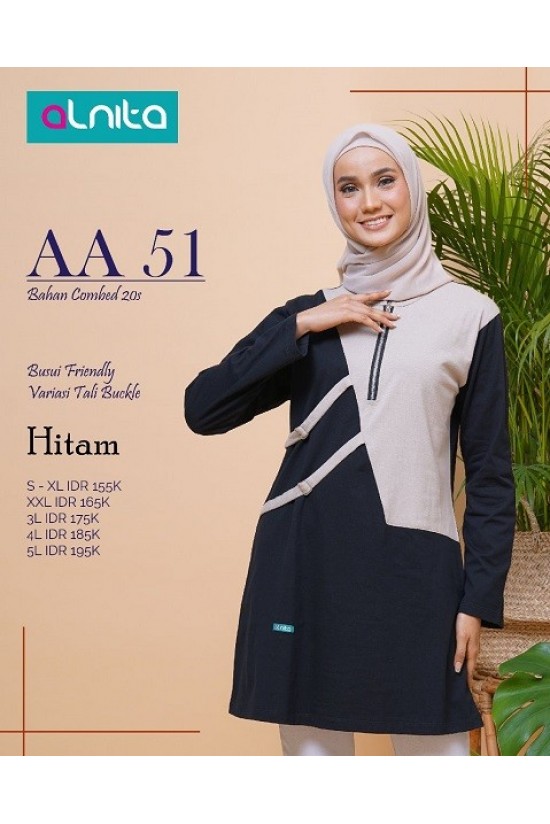 alnita
AA 51
Bahan Combed 20s
Busui Friendly
Variasi Tali Buckle
Hitam
S - XL IDR 155K
XXL IDR 165K
3L IDR 175K
4L IDR 185K
5L IDR 195K
alnita